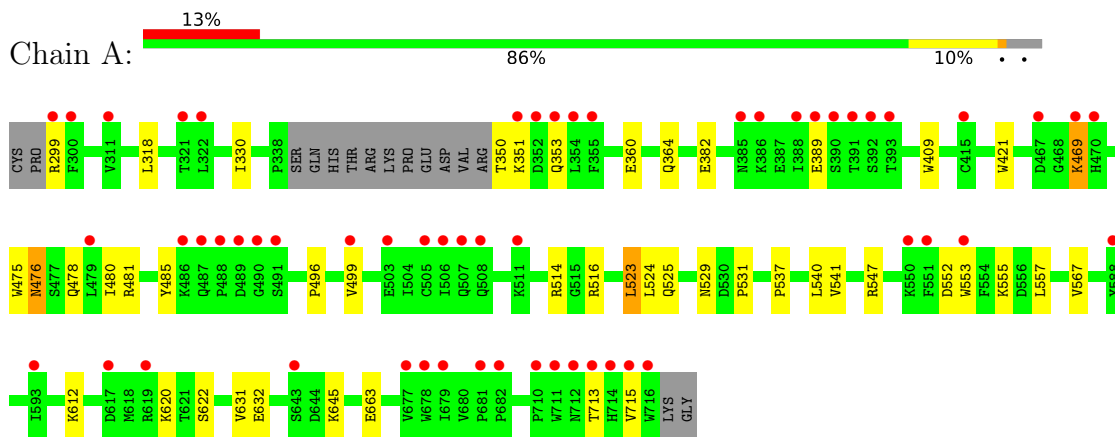 13%
Chain A:
86% 10% • •
CYS PRO R299 F300 V311 L318 T321 L322 I330 P338 SER GLN HIS THR ARG LYS PRO GLU ASP VAL ARG T350 K351 D352 Q353 L354 F355 E360 Q364 E382 N385 K386 E387 I388 E389 S390 T391 S392 T393 W409 C415 W421 D467 G468 K469 H470
W475 N476 S477 Q478 L479 I480 R481 Y485 K486 Q487 P488 D489 G490 S491 P496 V499 E503 I504 C505 I506 Q507 Q508 K511 R514 G515 R516 L523 L524 Q525 N529 D530 P531 P537 L540 V541 R547 K550 F551 D552 W553 F554 K555 D556 L557 V567 Y588
I593 K612 D617 M618 R619 K620 T621 S622 V631 E632 S643 D644 K645 E663 V677 W678 I679 V680 P681 P682 P710 W711 N712 T713 H714 V715 W716 LYS GLY